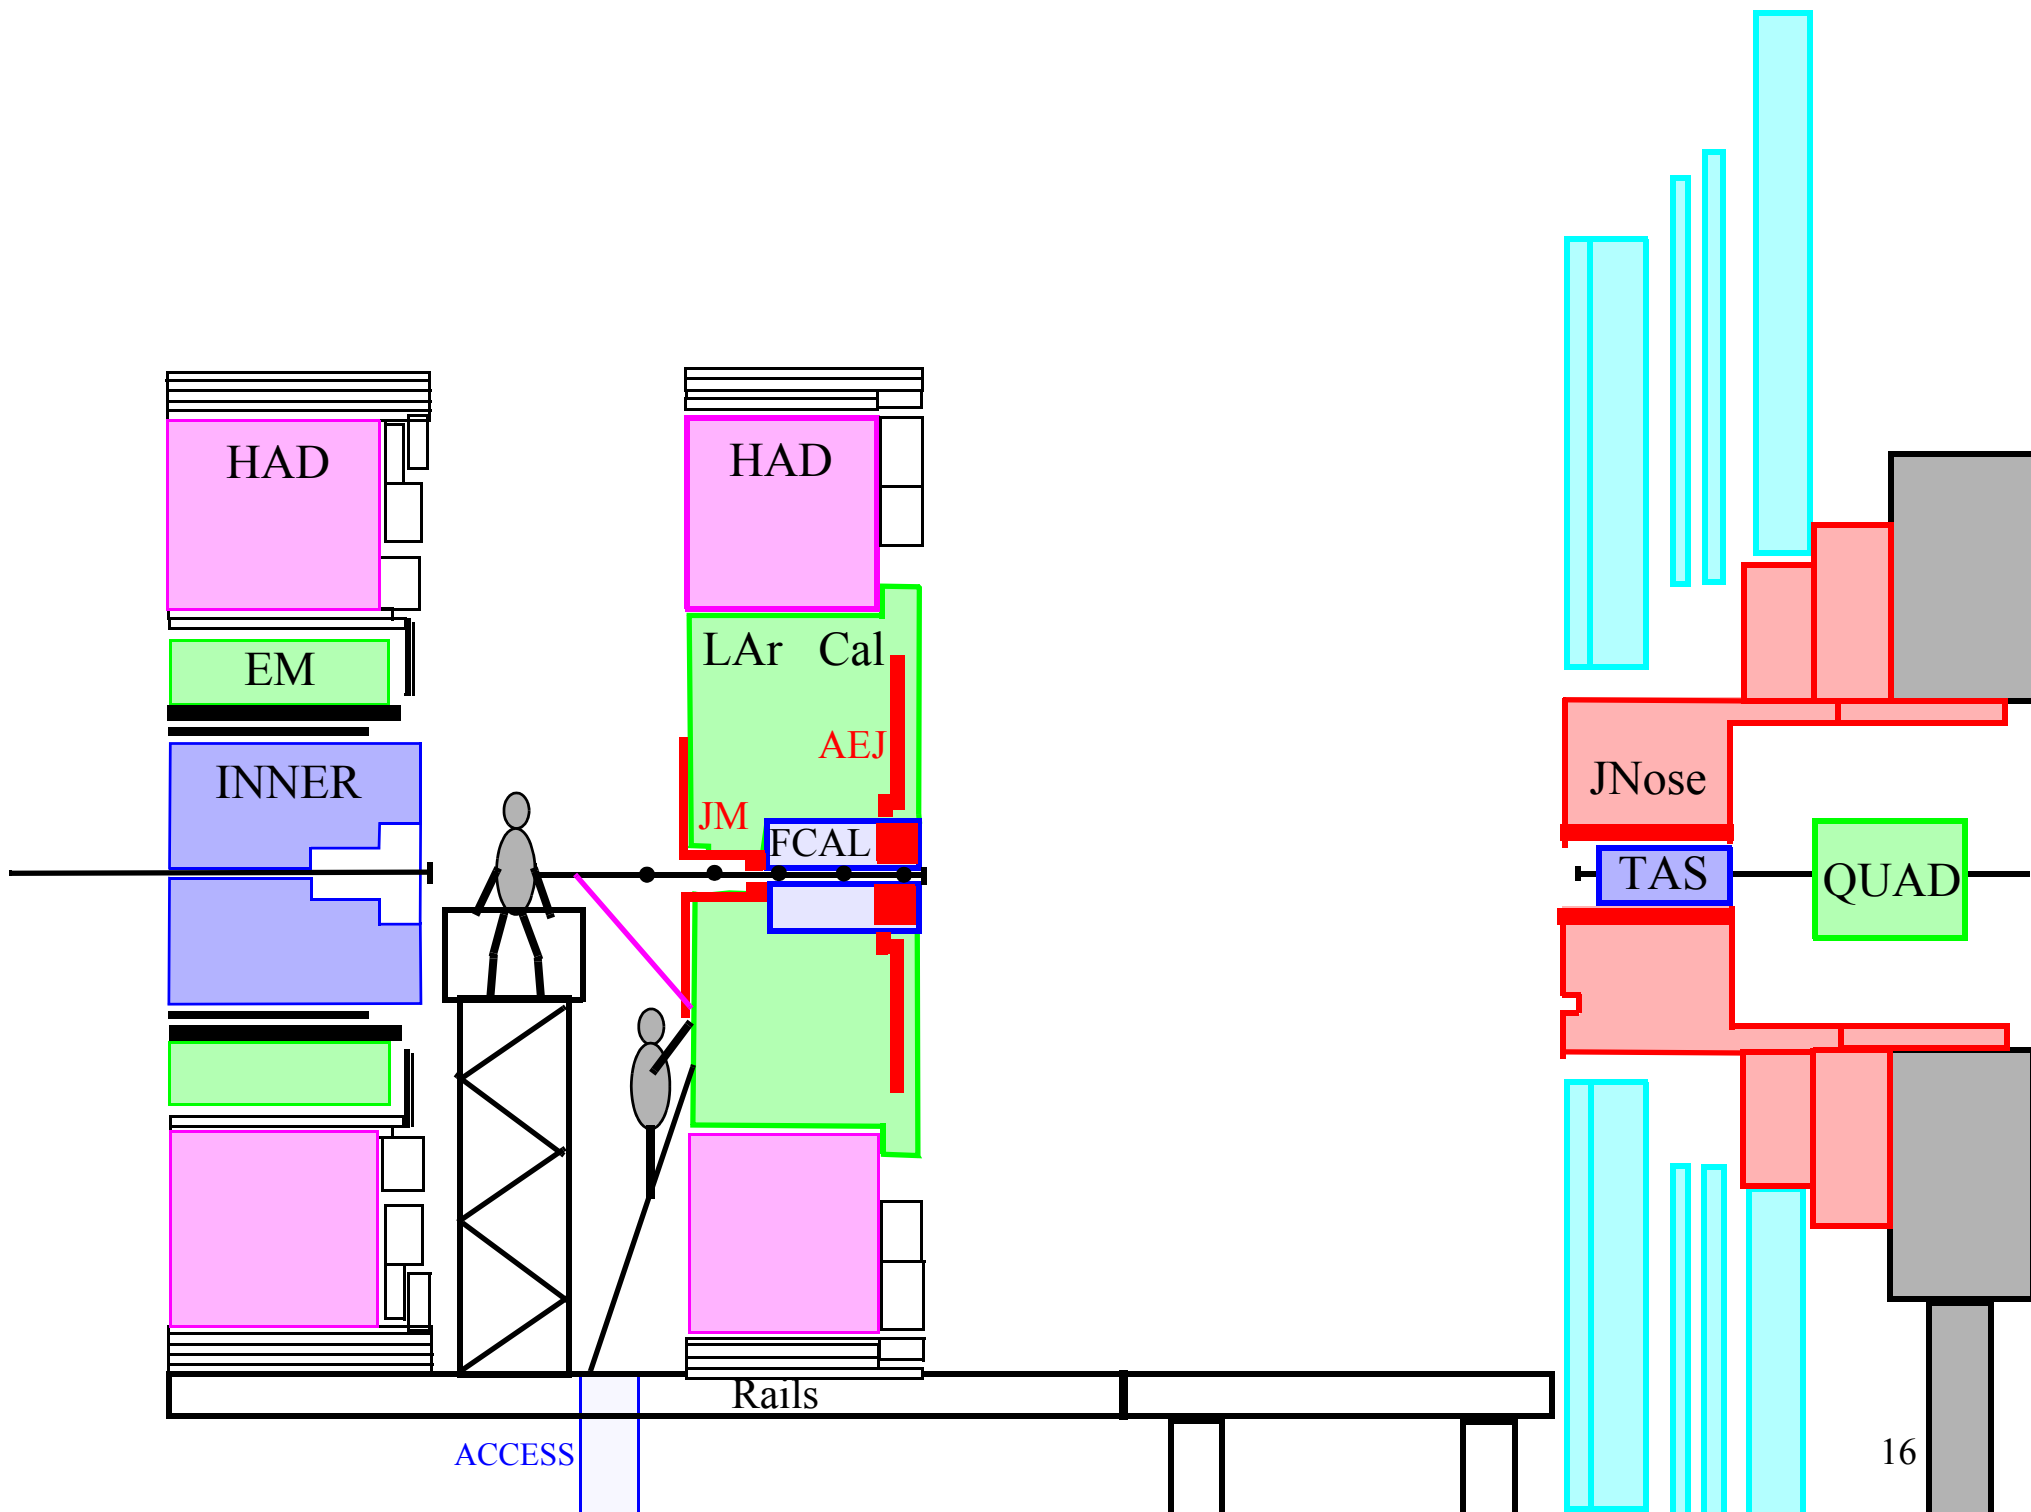 HAD
HAD
LAr Cal
EM
AEJ
INNER
JNose
JM
FCAL
TAS
QUAD
Rails
ACCESS
16